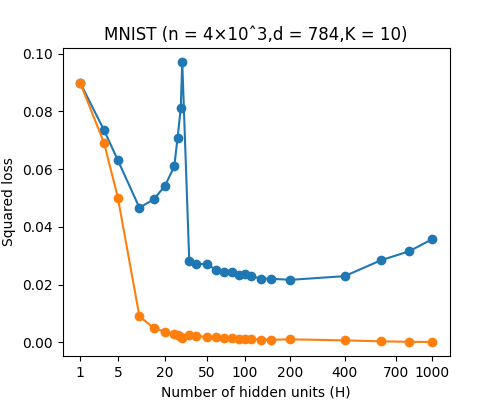 MNIST (n = 4×10ˆ3,d = 784,K = 10)
0.10
0.08
0.06
0.04
0.02
0.00
Squared loss
1 5 20 50 100 200 400 700 1000
Number of hidden units (H)